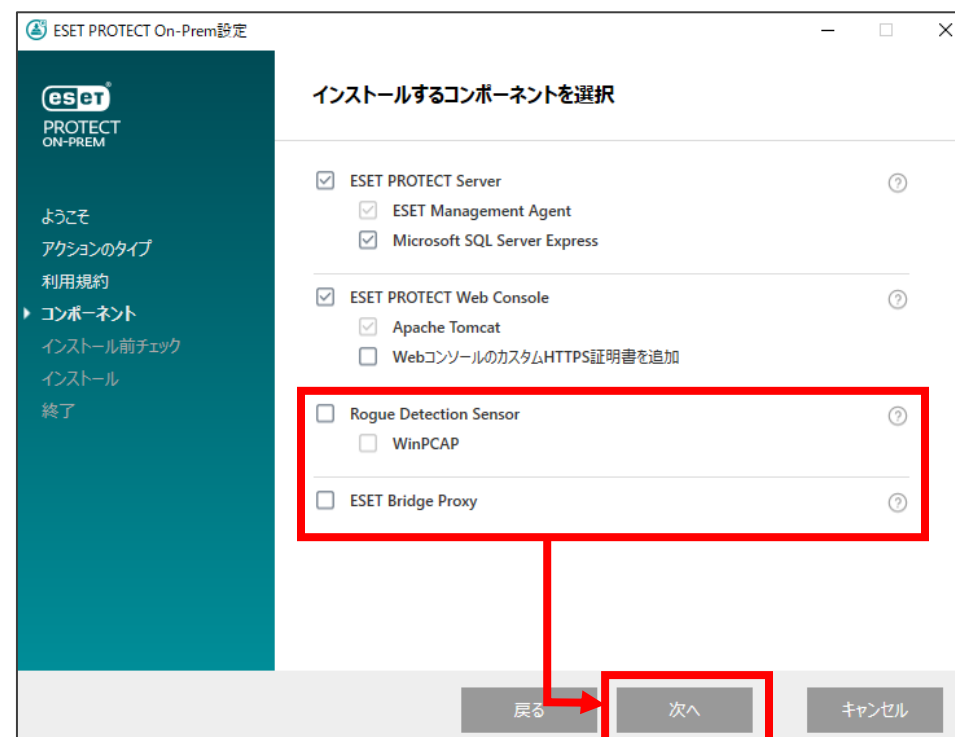 ESET PROTECT On-Prem設定
eset
PROTECT
ON-PREM
ようこそ
アクションのタイプ
利用規約
コンポーネント
インストール前チェック
インストール
終了
インストールするコンポーネントを選択
ESET PROTECT Server
ESET Management Agent
Microsoft SQL Server Express
ESET PROTECT Web Console
Apache Tomcat
WebコンソールのカスタムHTTPS証明書を追加
Rogue Detection Sensor
WinPCAP
ESET Bridge Proxy
戻る
次へ
キャンセル